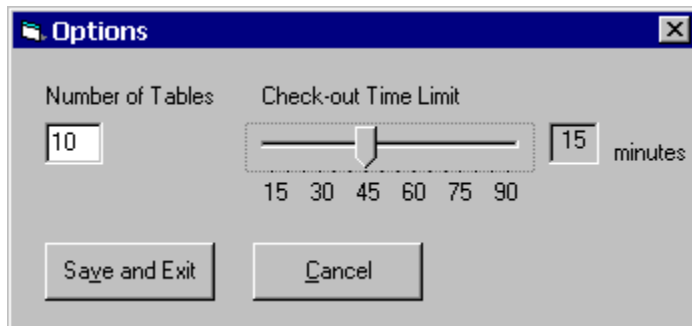 Options
Number of Tables
Check-out Time Limit
10
15
minutes
15 30 45 60 75 90
Save and Exit
Cancel